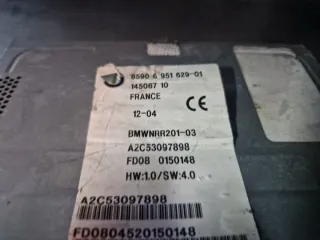 6590 6 951 629-01
145067 10
FRANCE
12-04
CE
BMWNRR201-03
A2C53097898
FD08 0150148
HW:1.0/SW:4.0
A2C53097898
FD0804520150148